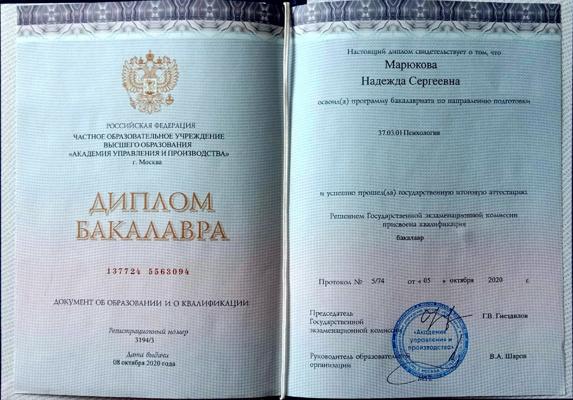 РОССИЙСКАЯ ФЕДЕРАЦИЯ
ЧАСТНОЕ ОБРАЗОВАТЕЛЬНОЕ УЧРЕЖДЕНИЕ
ВЫСШЕГО ОБРАЗОВАНИЯ
«АКАДЕМИЯ УПРАВЛЕНИЯ И ПРОИЗВОДСТВА»
г. Москва
ДИПЛОМ
БАКАЛАВРА
137724 5563094
ДОКУМЕНТ ОБ ОБРАЗОВАНИИ И О КВАЛИФИКАЦИИ
Регистрационный номер
3194/3
Дата выдачи
08 октября 2020 года
Настоящий диплом свидетельствует о том, что
Марюкова
Надежда Сергеевна
освоил(а) программу бакалавриата по направлению подготовки
37.03.01 Психология
и успешно прошел(ла) государственную итоговую аттестацию.
Решением Государственной экзаменационной комиссии
присвоена квалификация
бакалавр
Протокол № 5/74 от « 05 » октября 2020 г.
Председатель
Государственной
экзаменационной комиссии
Г.В. Гнездилов
Руководитель образовательной
организации
В.А. Шаров
«Академия
управления и
производства»